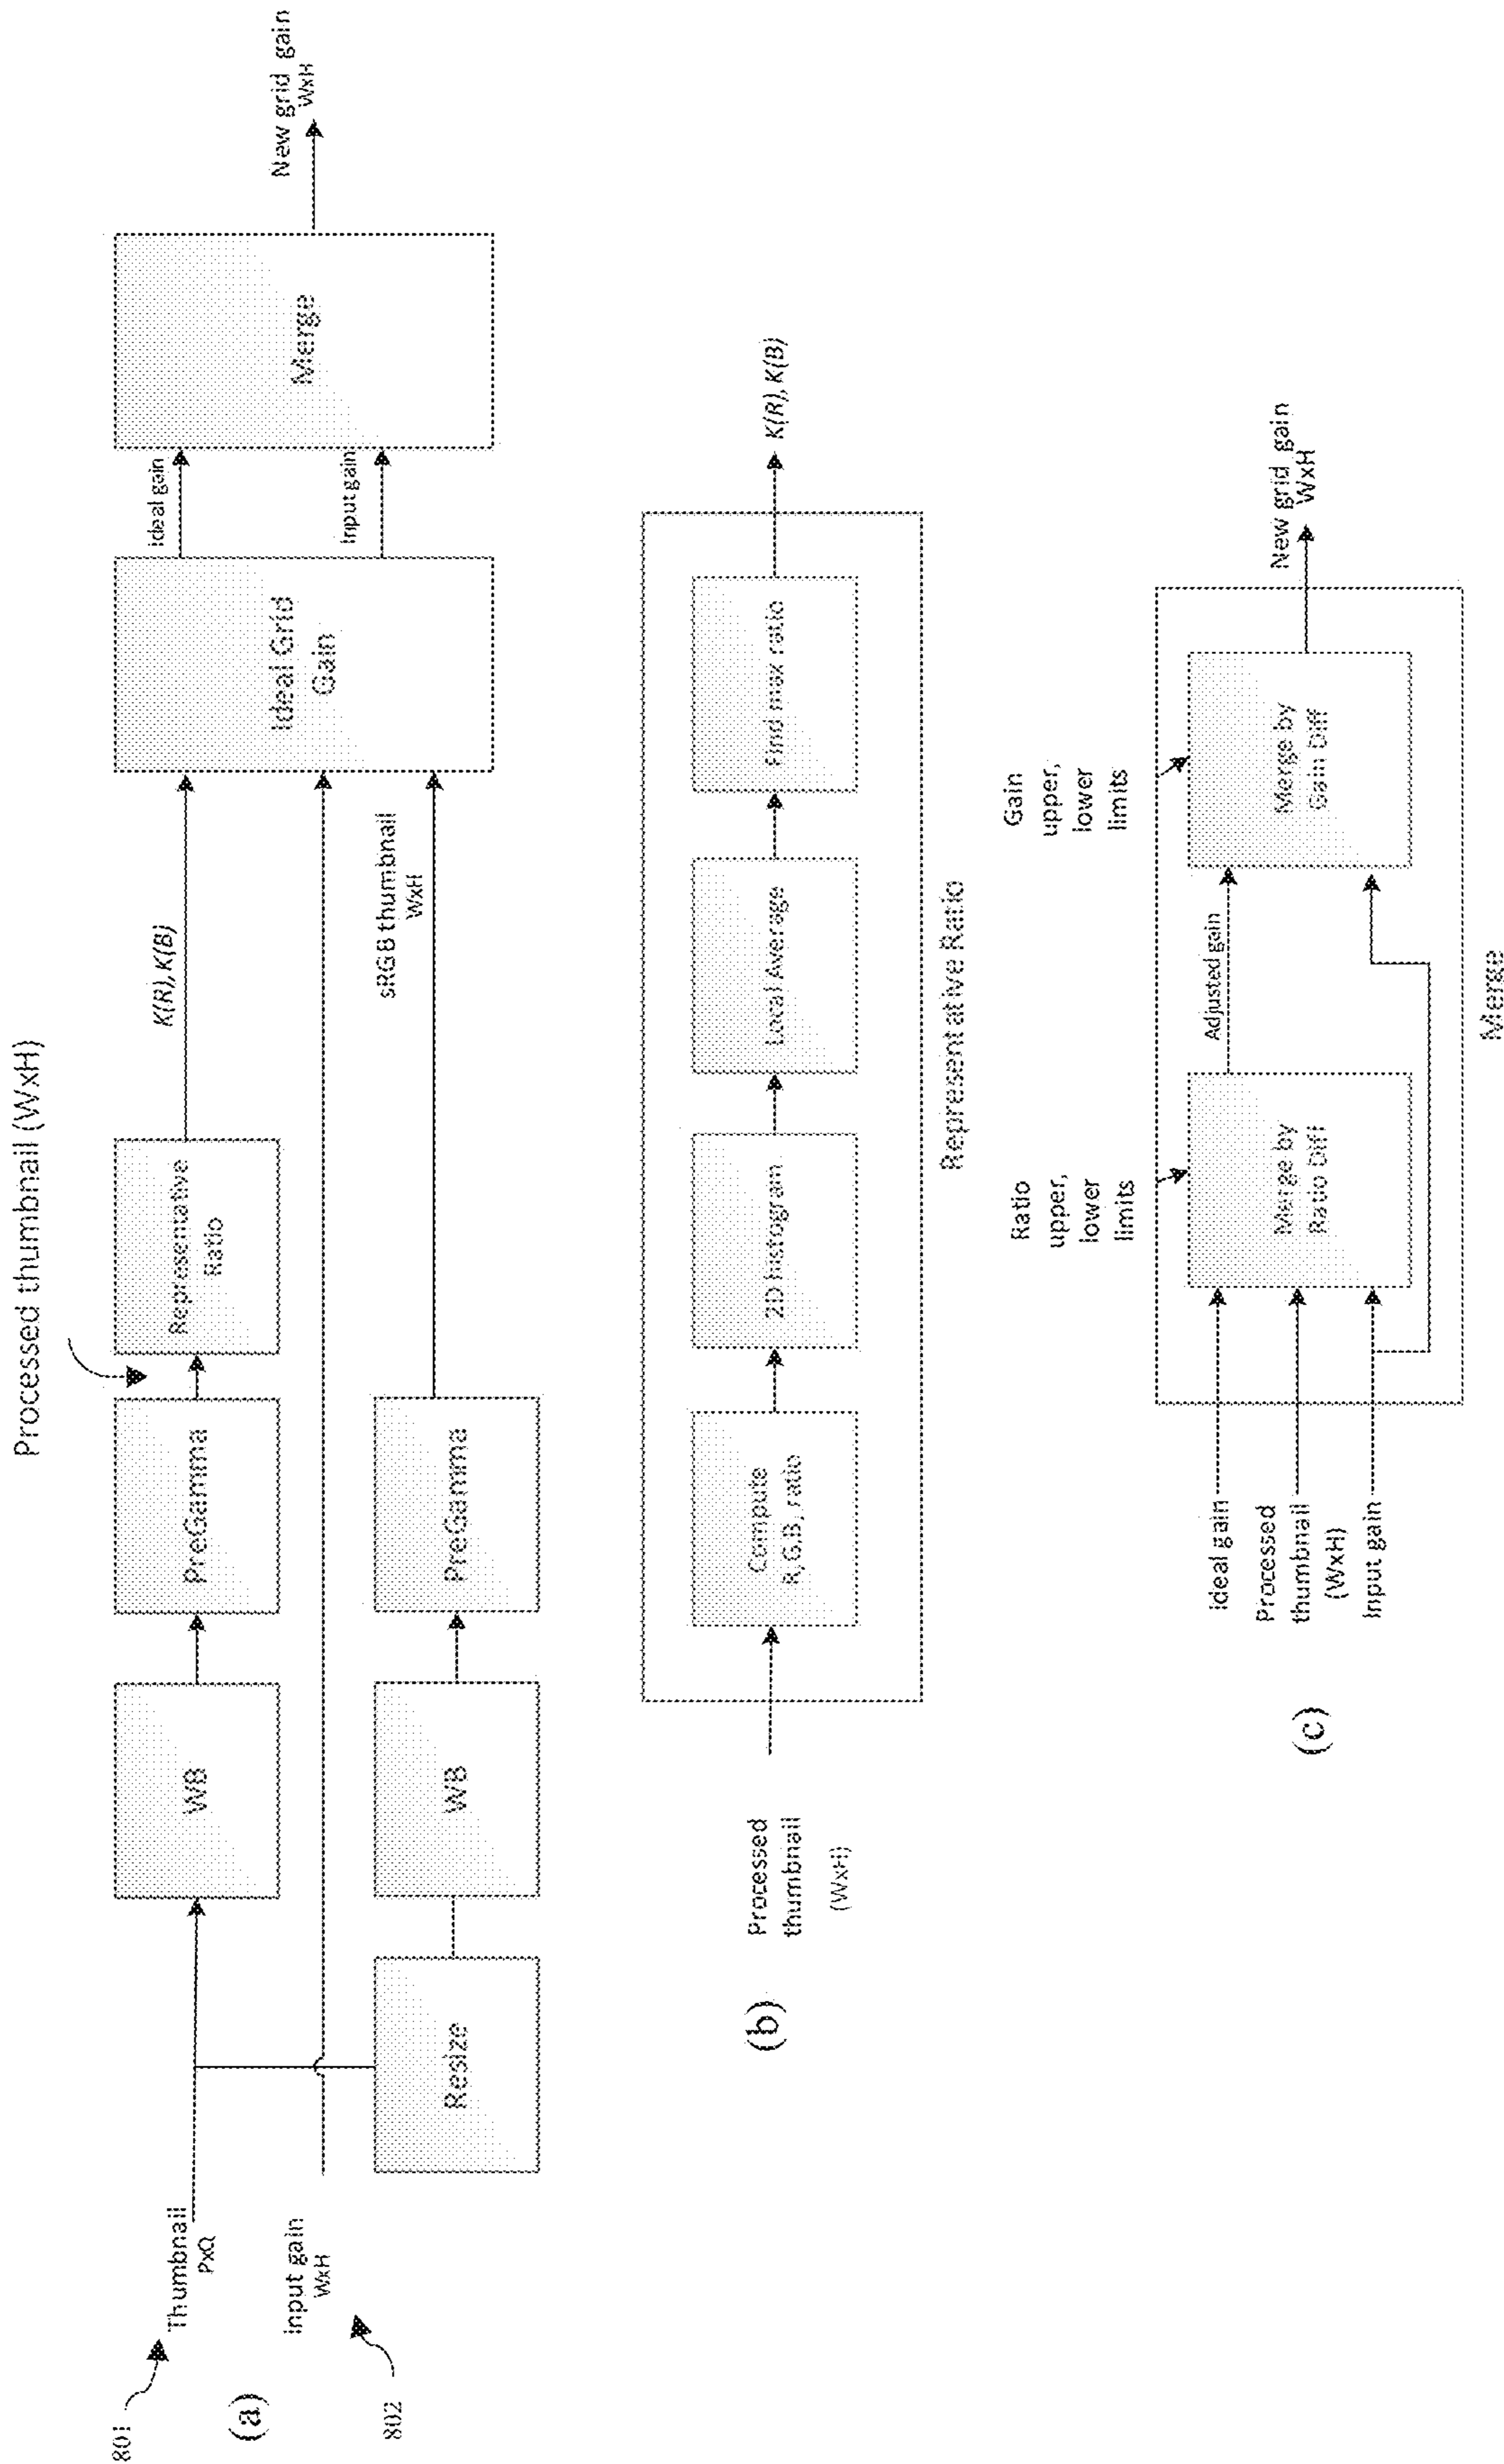 Processed thumbnail (WxH)
801
Thumbnail
PxQ
WB
PreGamma
Representative
Ratio
K(R), K(B)
Ideal Grid
Gain
Ideal gain
Input gain
Merge
New grid gain
WxH
(a)
Input gain
WxH
802
Resize
WB
PreGamma
sRGB thumbnail
WxH
(b)
Processed
thumbnail
(WxH)
Compute
R,G,B, ratio
2D histogram
Local Average
Find max ratio
K(R), K(B)
Representative Ratio
(c)
Ratio
upper,
lower
limits
Gain
upper,
lower
limits
Ideal gain
Processed
thumbnail
(WxH)
Input gain
Merge by
Ratio Diff
Adjusted gain
Merge by
Gain Diff
New grid gain
WxH
Merge